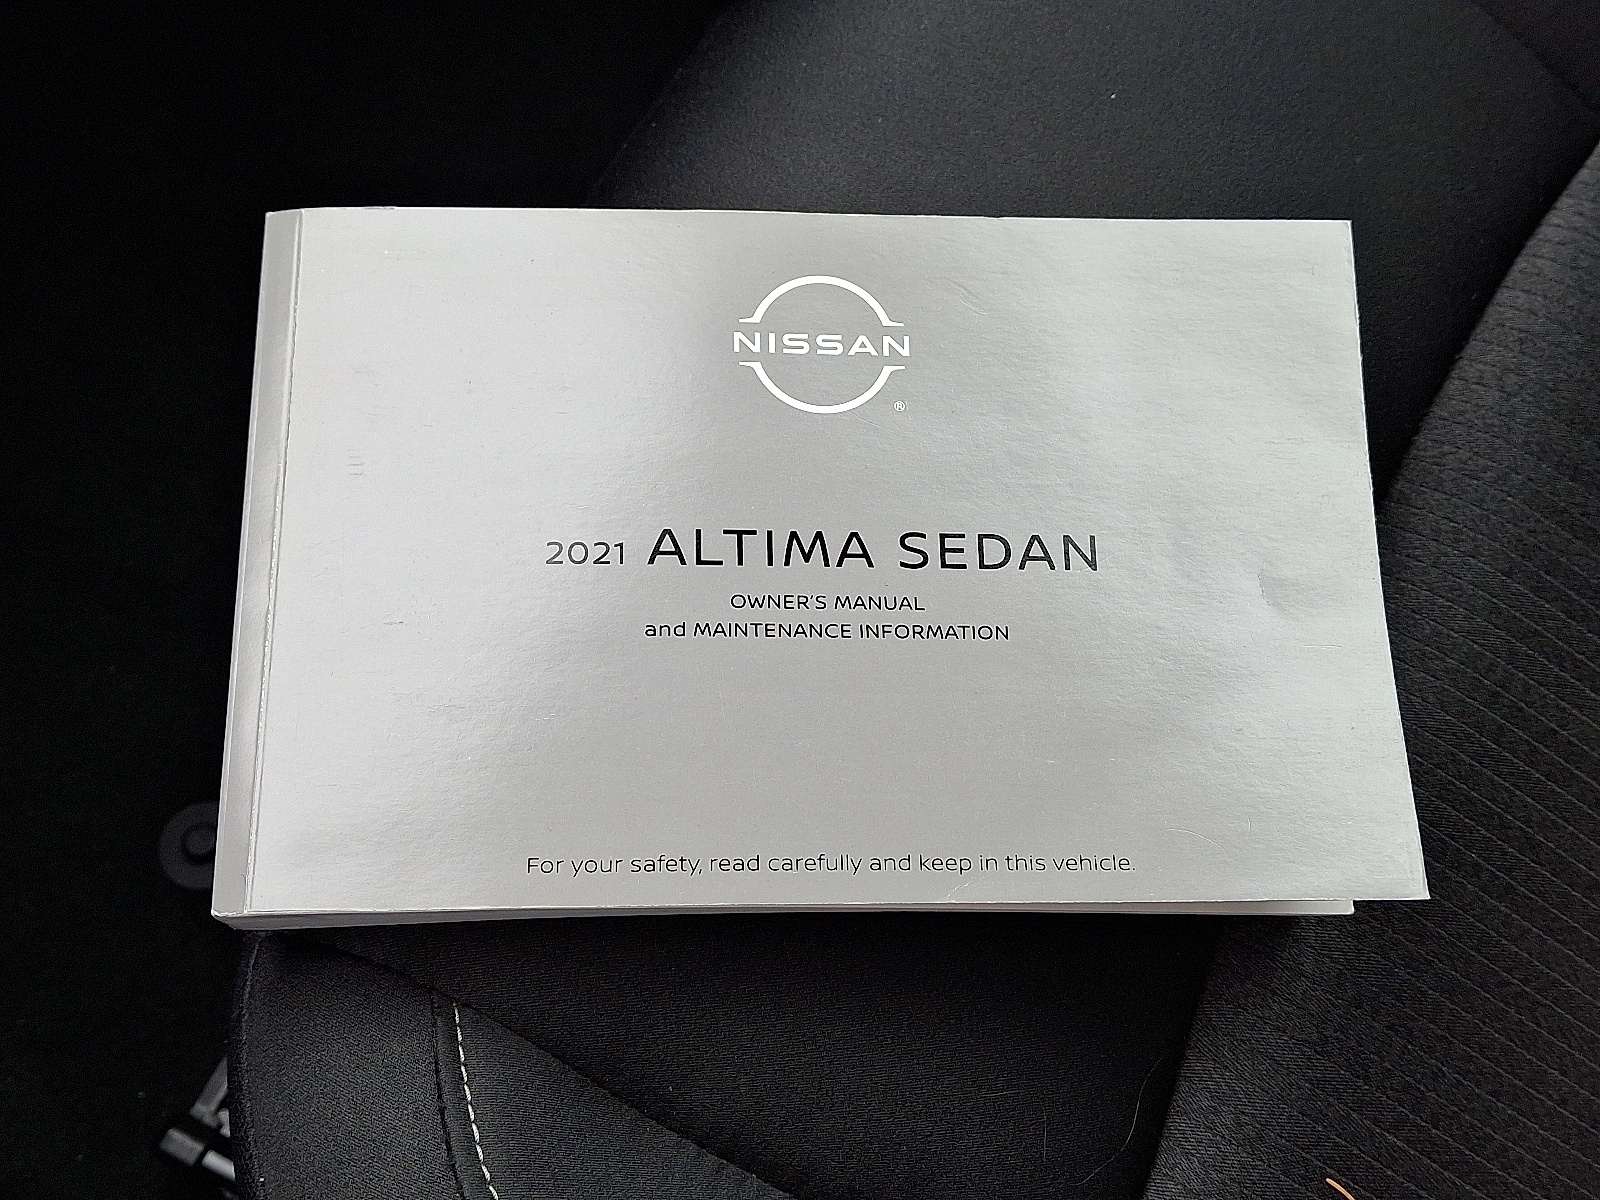 NISSAN
®
2021 ALTIMA SEDAN
OWNER'S MANUAL
and MAINTENANCE INFORMATION
For your safety, read carefully and keep in this vehicle.